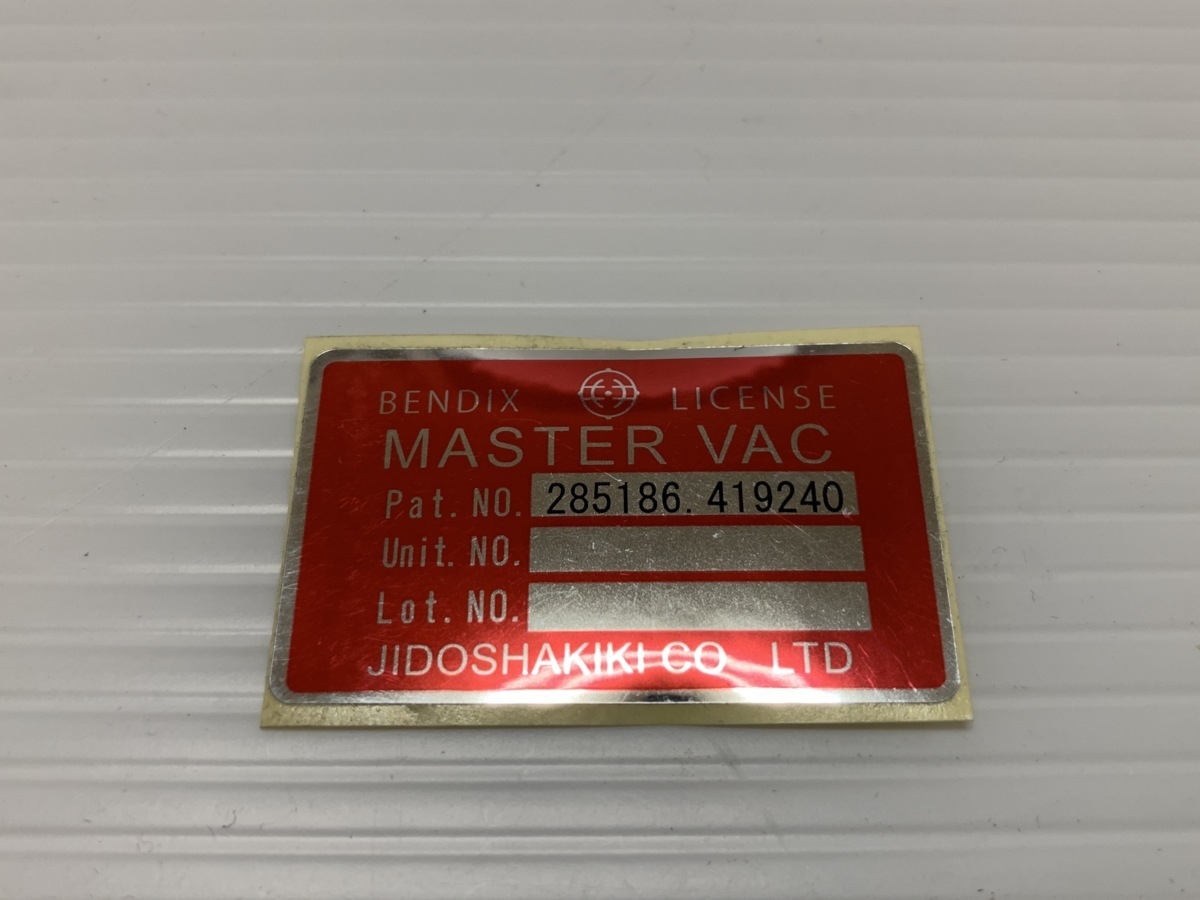 BENDIX LICENSE
MASTER VAC
Pat. NO. 285186. 419240
Unit. NO.
Lot. NO.
JIDOSHAKIKI CO LTD